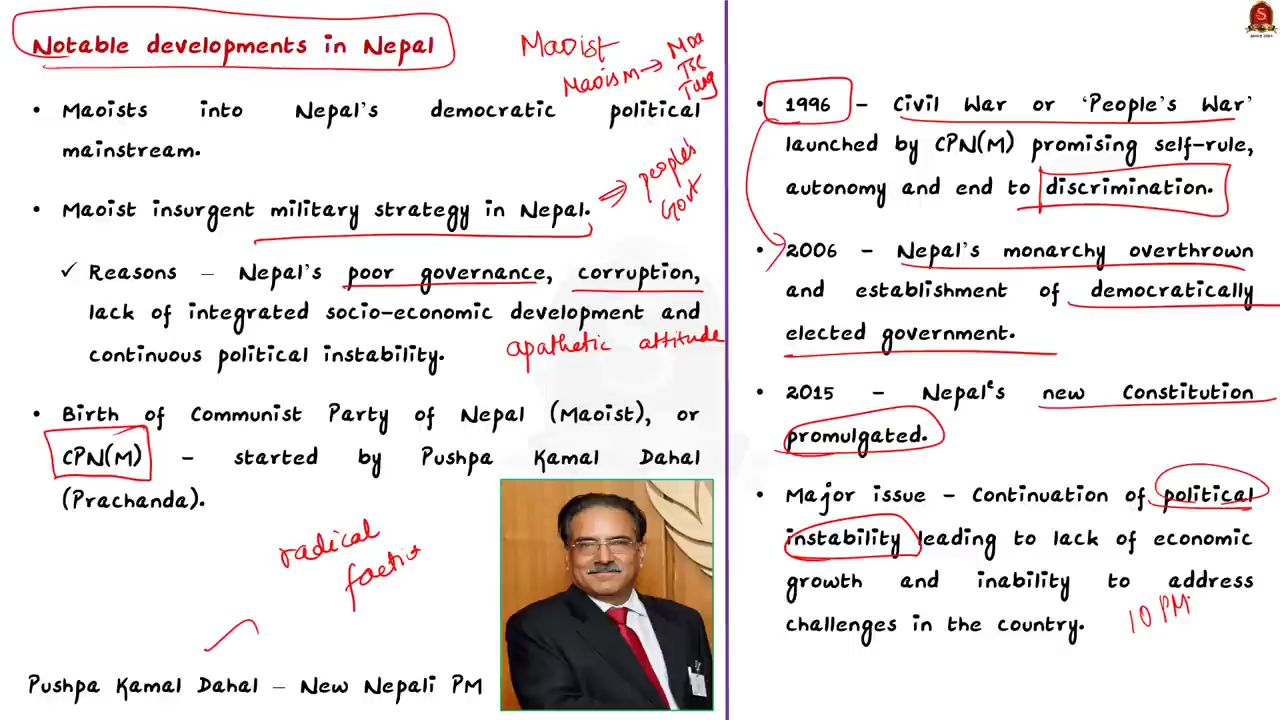 Notable developments in Nepal
Maoist
Maoism → Mao
Tse
Tung
• Maoists into Nepal's democratic political
mainstream.
• Maoist insurgent military strategy in Nepal.
⇒ people's
Govt
✓ Reasons – Nepal's poor governance, corruption,
lack of integrated socio-economic development and
continuous political instability.
apathetic attitude
• Birth of Communist Party of Nepal (Maoist), or
CPN(M) - started by Pushpa Kamal Dahal
(Prachanda).
radical
Pushpa Kamal Dahal – New Nepali PM
• 1996 – Civil War or 'People's War'
launched by CPN(M) promising self-rule,
autonomy and end to discrimination.
• 2006 – Nepal's monarchy overthrown
and establishment of democratically
elected government.
• 2015 – Nepal's new Constitution
promulgated.
• Major issue – Continuation of political
instability leading to lack of economic
growth and inability to address
challenges in the country.
10 PM
S